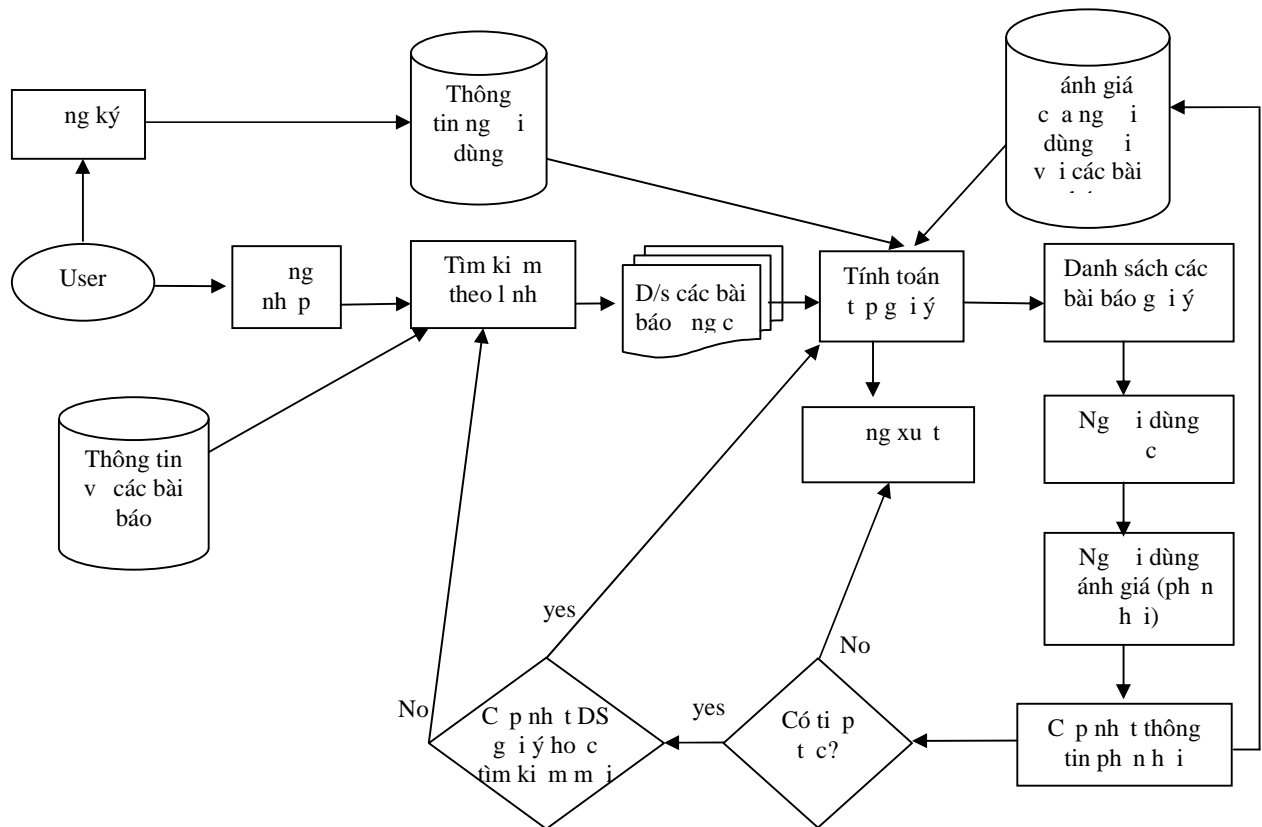 ng ký
Thông
tin ng i
dùng
ánh giá
c a ng i
dùng i
v i các bài
User
ng
nh p
Tìm ki m
theo l nh
D/s các bài
báo ng c
Tính toán
t p g i ý
Danh sách các
bài báo g i ý
Thông tin
v các bài
báo
ng xu t
Ng i dùng
c
Ng i dùng
ánh giá (ph n
h i)
yes
No
No
C p nh t DS
g i ý ho c
tìm ki m m i
yes
Có ti p
t c?
C p nh t thông
tin ph n h i